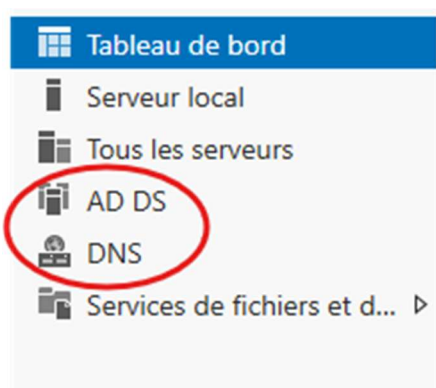 Tableau de bord
Serveur local
Tous les serveurs
AD DS
DNS
Services de fichiers et d...